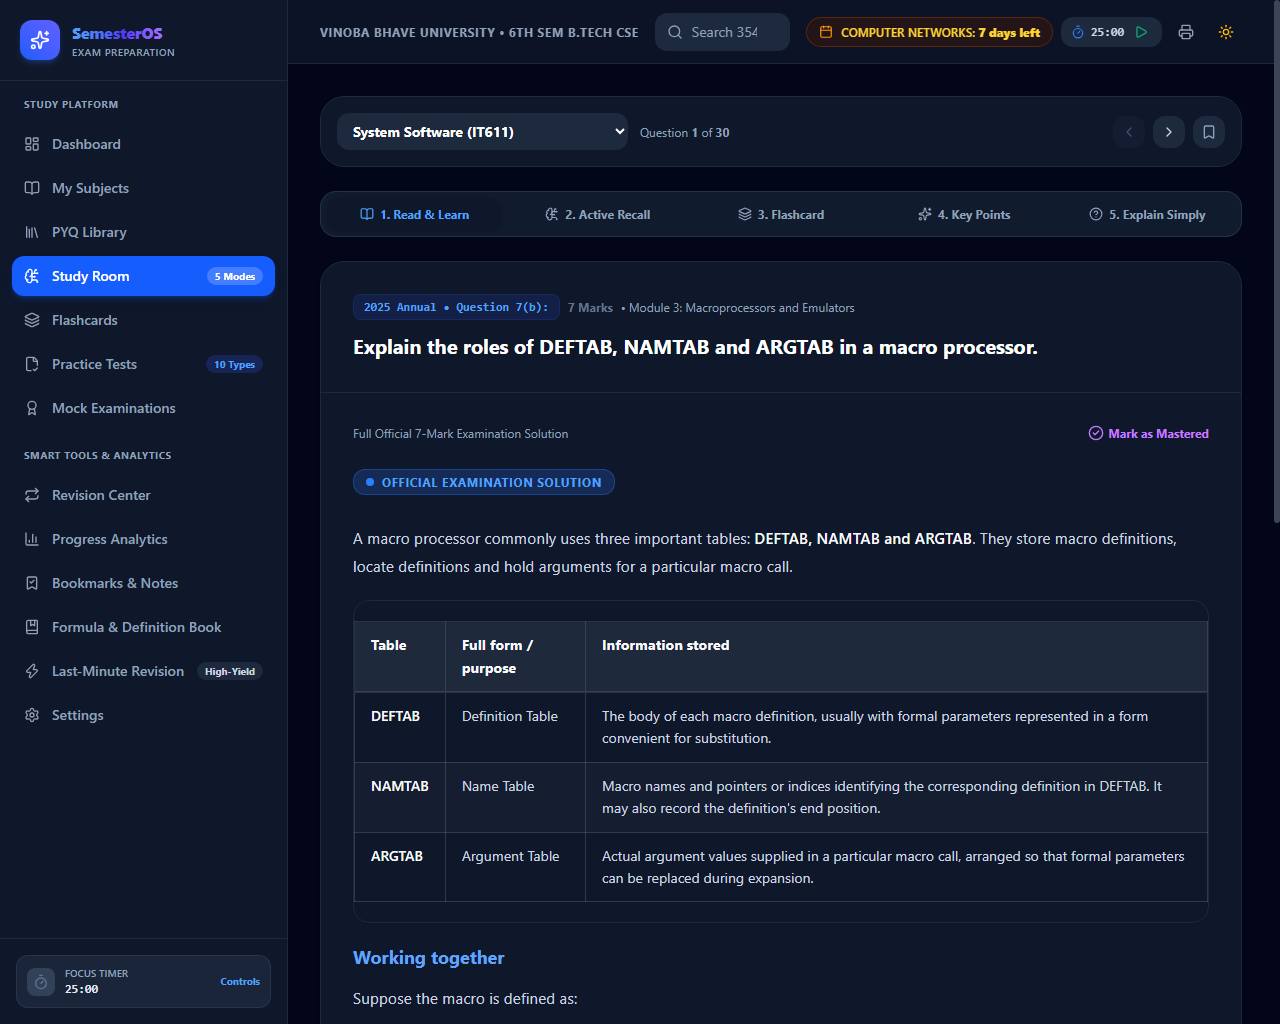 SemesterOS
EXAM PREPARATION
STUDY PLATFORM
Dashboard
My Subjects
PYQ Library
Study Room
5 Modes
Flashcards
Practice Tests
10 Types
Mock Examinations
SMART TOOLS & ANALYTICS
Revision Center
Progress Analytics
Bookmarks & Notes
Formula & Definition Book
Last-Minute Revision
High-Yield
Settings
FOCUS TIMER
25:00
Controls
VINOBA BHAVE UNIVERSITY • 6TH SEM B.TECH CSE
Search 354
COMPUTER NETWORKS: 7 days left
25:00
System Software (IT611)
Question 1 of 30
1. Read & Learn
2. Active Recall
3. Flashcard
4. Key Points
5. Explain Simply
2025 Annual • Question 7(b):
7 Marks
• Module 3: Macroprocessors and Emulators
Explain the roles of DEFTAB, NAMTAB and ARGTAB in a macro processor.
Full Official 7-Mark Examination Solution
Mark as Mastered
OFFICIAL EXAMINATION SOLUTION
A macro processor commonly uses three important tables: DEFTAB, NAMTAB and ARGTAB. They store macro definitions,
locate definitions and hold arguments for a particular macro call.
Table
Full form /
purpose
Information stored
DEFTAB
Definition Table
The body of each macro definition, usually with formal parameters represented in a form
convenient for substitution.
NAMTAB
Name Table
Macro names and pointers or indices identifying the corresponding definition in DEFTAB. It
may also record the definition's end position.
ARGTAB
Argument Table
Actual argument values supplied in a particular macro call, arranged so that formal parameters
can be replaced during expansion.
Working together
Suppose the macro is defined as: